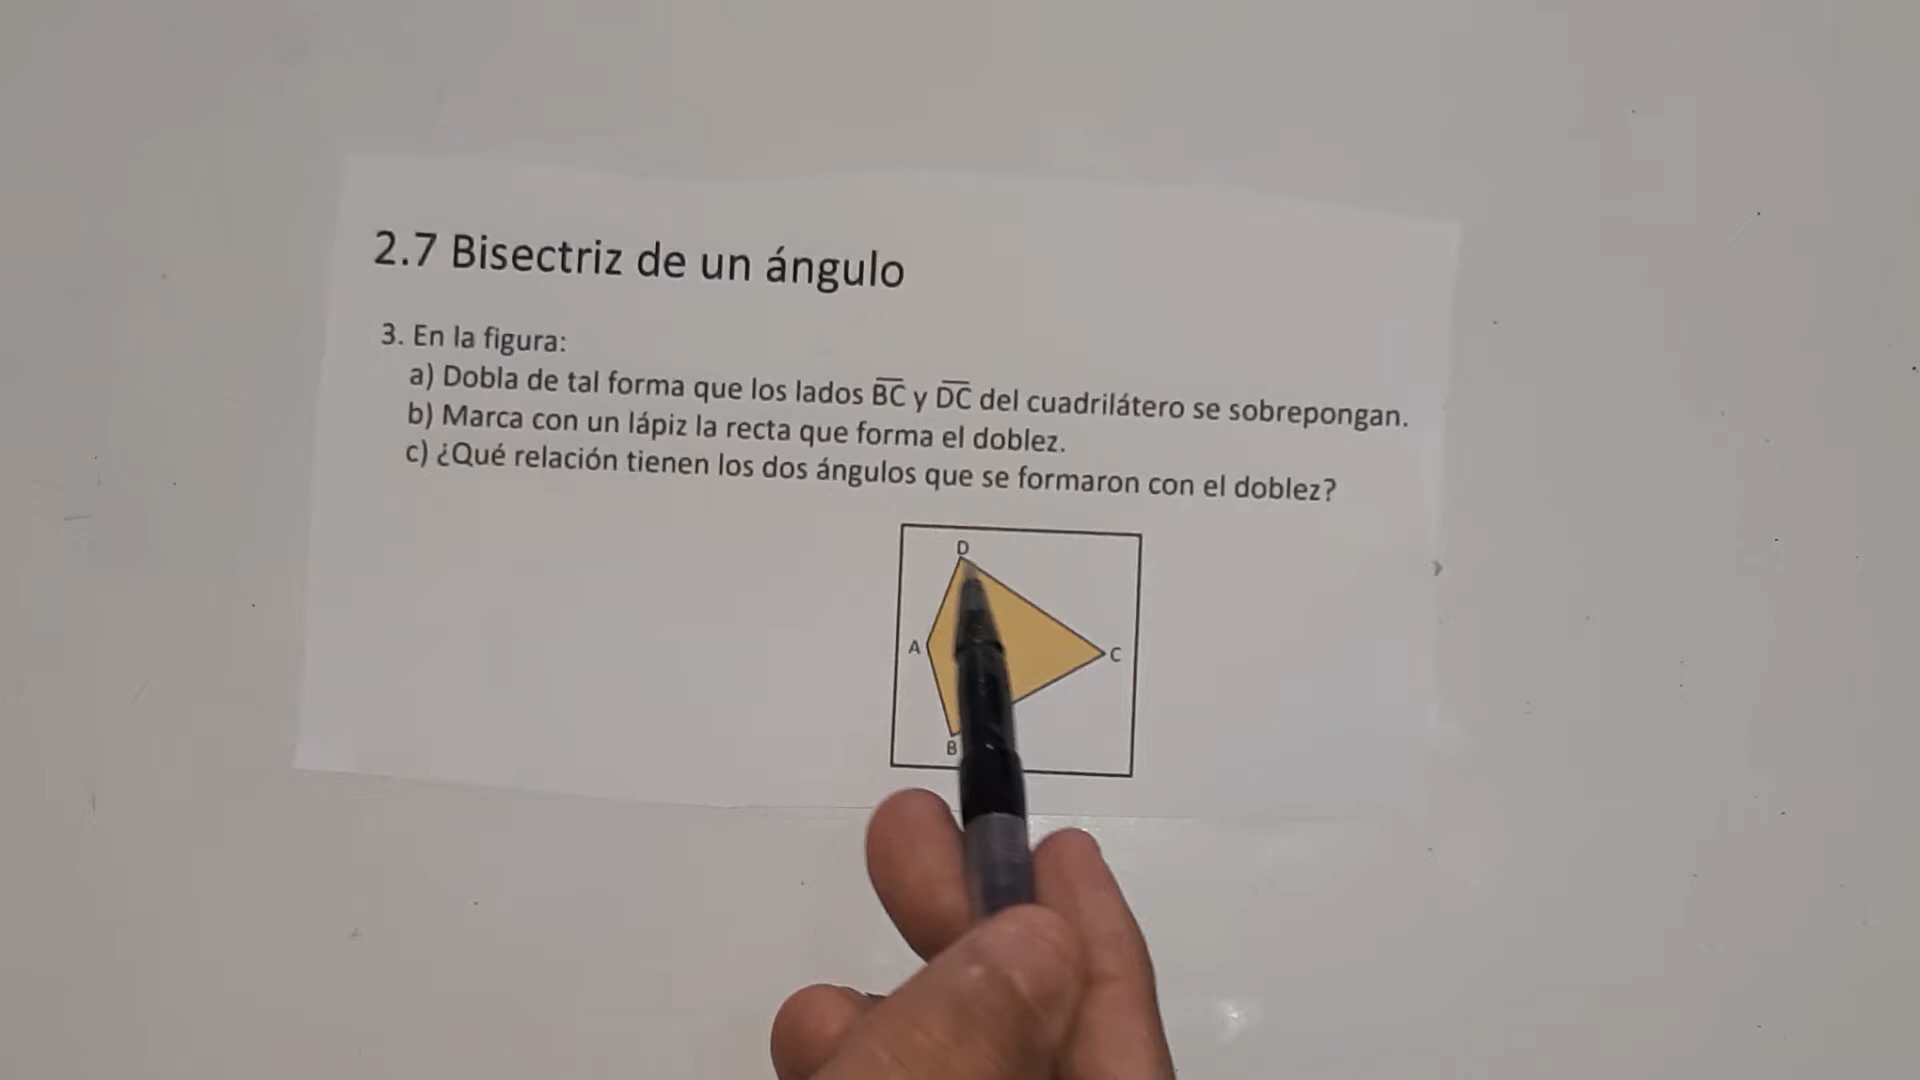 2.7 Bisectriz de un ángulo
3. En la figura:
a) Dobla de tal forma que los lados B̅C̅ y D̅C̅ del cuadrilátero se sobrepongan.
b) Marca con un lápiz la recta que forma el doblez.
c) ¿Qué relación tienen los dos ángulos que se formaron con el doblez?
D
A
C
B